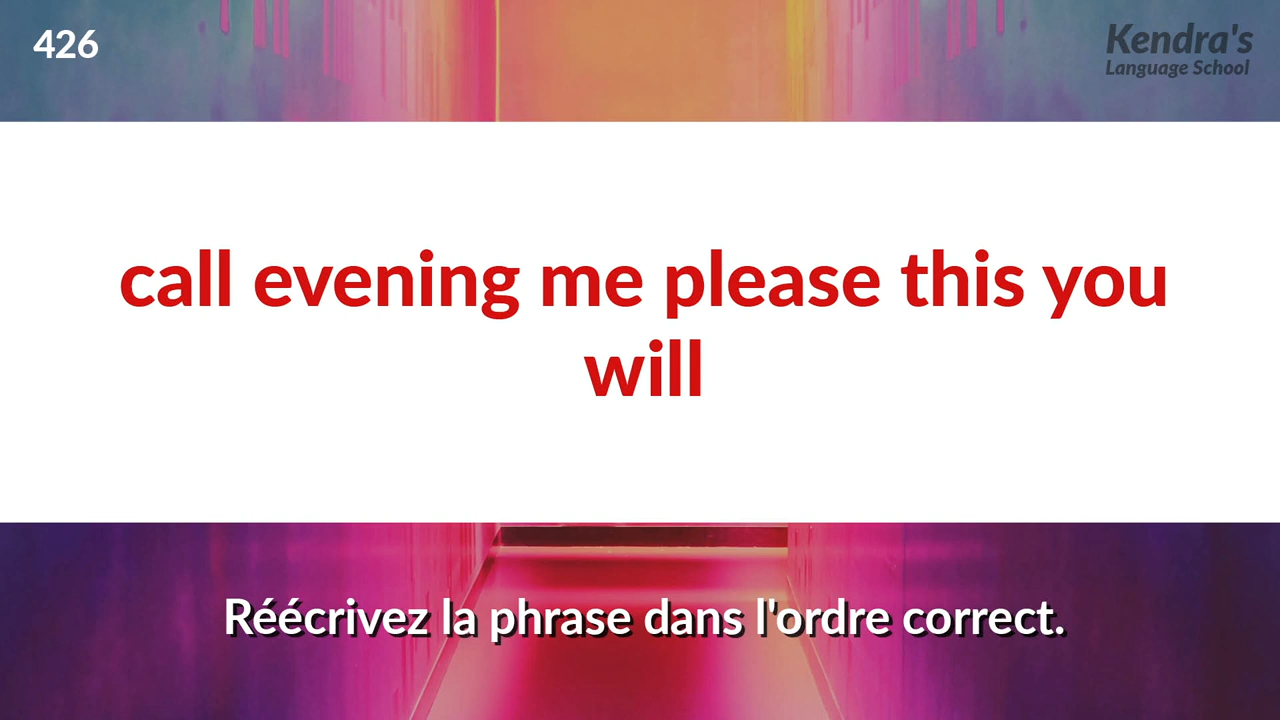 426
Kendra's
Language School
call evening me please this you
will
Réécrivez la phrase dans l'ordre correct.